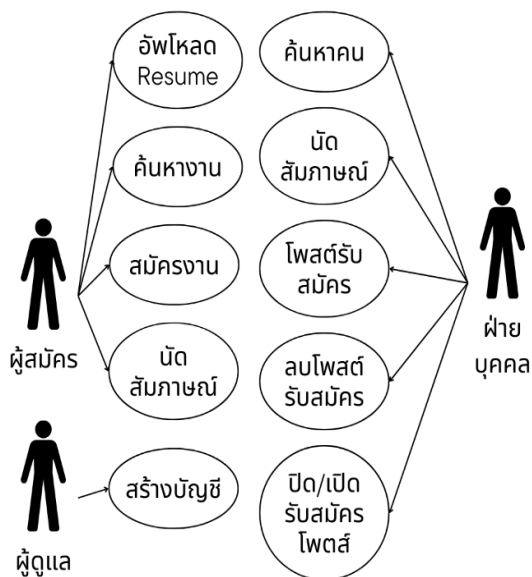 อัพโหลด
Resume
ค้นหาคน
ค้นหางาน
นัด
สัมภาษณ์
สมัครงาน
โพสต์รับ
สมัคร
ผู้สมัคร
ฝ่าย
บุคคล
นัด
สัมภาษณ์
ลบโพสต์
รับสมัคร
สร้างบัญชี
ปิด/เปิด
รับสมัคร
โพตส์
ผู้ดูแล